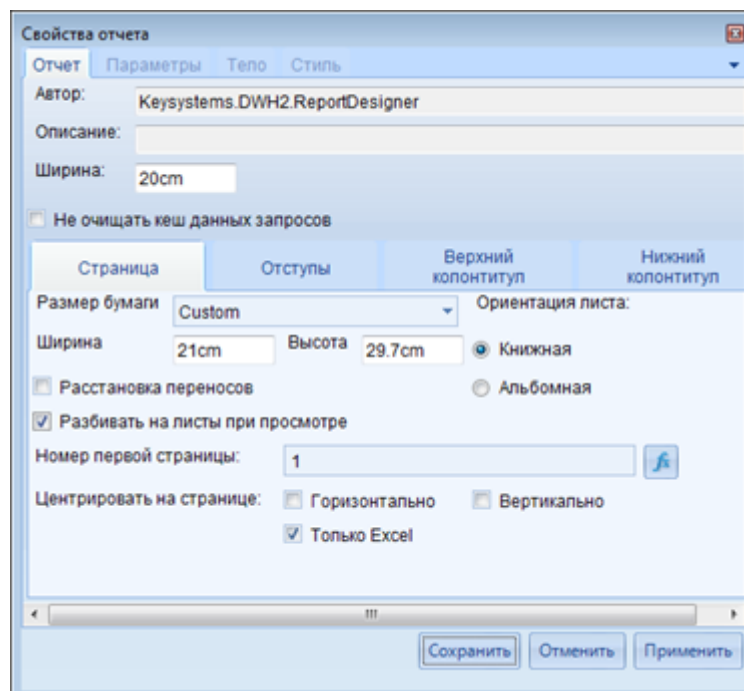 Свойства отчета
Отчет Параметры Тело Стиль
Автор: Keysystems.DWH2.ReportDesigner
Описание:
Ширина: 20cm
Не очищать кеш данных запросов
Страница Отступы Верхний колонтитул Нижний колонтитул
Размер бумаги Custom Ориентация листа:
Ширина 21cm Высота 29.7cm Книжная
Расстановка переносов Альбомная
Разбивать на листы при просмотре
Номер первой страницы: 1 fx
Центрировать на странице: Горизонтально Вертикально
Только Excel
Сохранить Отменить Применить